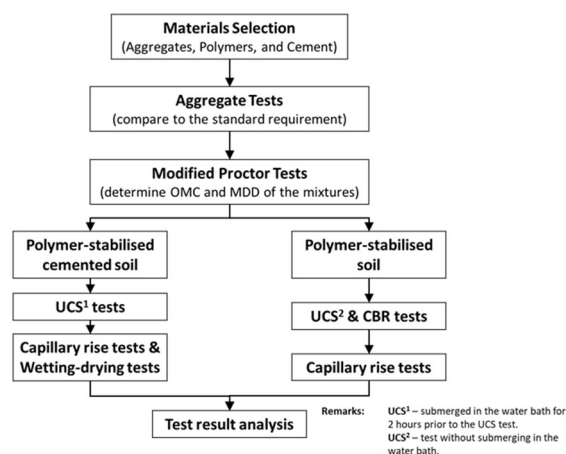 Materials Selection
(Aggregates, Polymers, and Cement)
Aggregate Tests
(compare to the standard requirement)
Modified Proctor Tests
(determine OMC and MDD of the mixtures)
Polymer-stabilised
cemented soil
UCS¹ tests
Capillary rise tests &
Wetting-drying tests
Polymer-stabilised
soil
UCS² & CBR tests
Capillary rise tests
Test result analysis
Remarks: UCS¹ – submerged in the water bath for
2 hours prior to the UCS test.
UCS² – test without submerging in the
water bath.